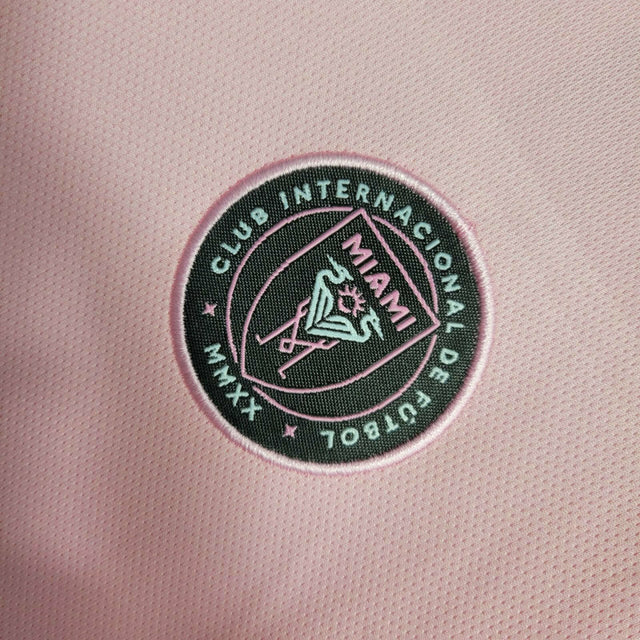 CLUB INTERNACIONAL DE FÚTBOL
MIAMI
MMXX